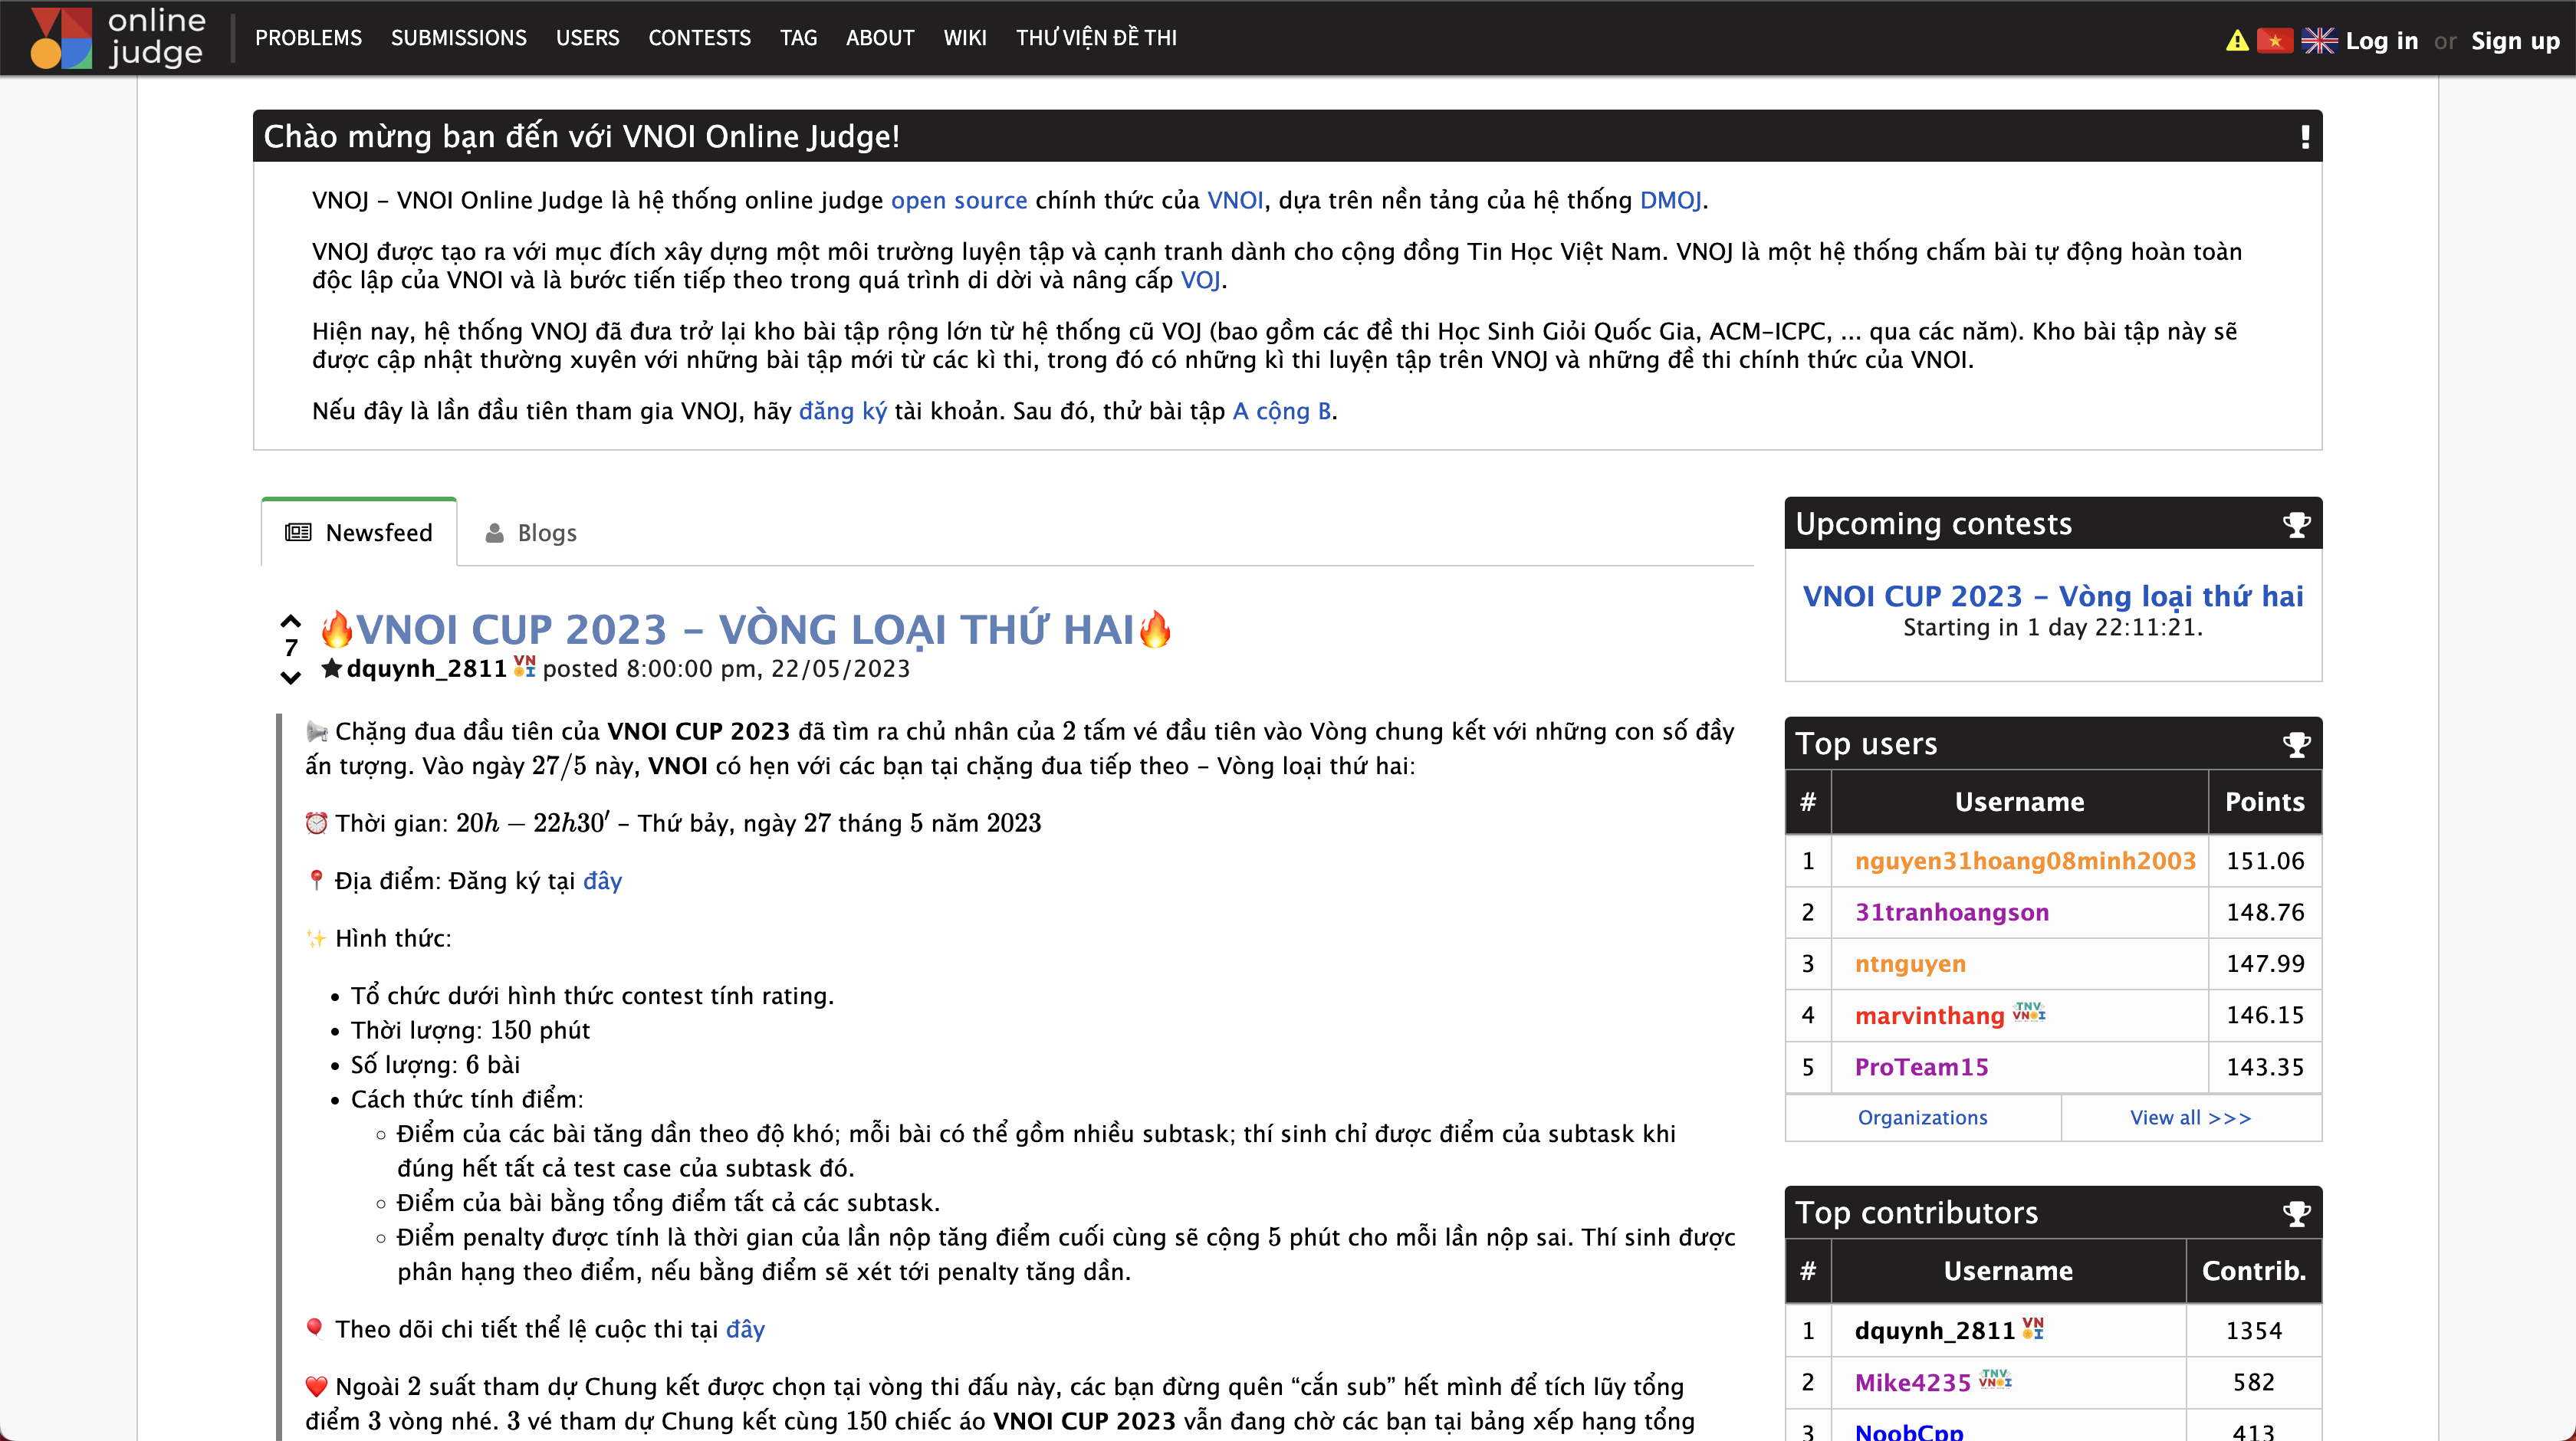 online
judge
PROBLEMS SUBMISSIONS USERS CONTESTS TAG ABOUT WIKI THƯ VIỆN ĐỀ THI
Log in or Sign up
Chào mừng bạn đến với VNOI Online Judge!
VNOJ – VNOI Online Judge là hệ thống online judge open source chính thức của VNOI, dựa trên nền tảng của hệ thống DMOJ.
VNOJ được tạo ra với mục đích xây dựng một môi trường luyện tập và cạnh tranh dành cho cộng đồng Tin Học Việt Nam. VNOJ là một hệ thống chấm bài tự động hoàn toàn
độc lập của VNOI và là bước tiến tiếp theo trong quá trình di dời và nâng cấp VOJ.
Hiện nay, hệ thống VNOJ đã đưa trở lại kho bài tập rộng lớn từ hệ thống cũ VOJ (bao gồm các đề thi Học Sinh Giỏi Quốc Gia, ACM-ICPC, ... qua các năm). Kho bài tập này sẽ
được cập nhật thường xuyên với những bài tập mới từ các kì thi, trong đó có những kì thi luyện tập trên VNOJ và những đề thi chính thức của VNOI.
Nếu đây là lần đầu tiên tham gia VNOJ, hãy đăng ký tài khoản. Sau đó, thử bài tập A cộng B.
Newsfeed Blogs
7
🔥VNOI CUP 2023 – VÒNG LOẠI THỨ HAI🔥
★dquynh_2811 VNI posted 8:00:00 pm, 22/05/2023
📢 Chặng đua đầu tiên của VNOI CUP 2023 đã tìm ra chủ nhân của 2 tấm vé đầu tiên vào Vòng chung kết với những con số đầy
ấn tượng. Vào ngày 27/5 này, VNOI có hẹn với các bạn tại chặng đua tiếp theo – Vòng loại thứ hai:
⏰ Thời gian: 20h − 22h30′ – Thứ bảy, ngày 27 tháng 5 năm 2023
📍 Địa điểm: Đăng ký tại đây
✨ Hình thức:
• Tổ chức dưới hình thức contest tính rating.
• Thời lượng: 150 phút
• Số lượng: 6 bài
• Cách thức tính điểm:
◦ Điểm của các bài tăng dần theo độ khó; mỗi bài có thể gồm nhiều subtask; thí sinh chỉ được điểm của subtask khi
đúng hết tất cả test case của subtask đó.
◦ Điểm của bài bằng tổng điểm tất cả các subtask.
◦ Điểm penalty được tính là thời gian của lần nộp tăng điểm cuối cùng sẽ cộng 5 phút cho mỗi lần nộp sai. Thí sinh được
phân hạng theo điểm, nếu bằng điểm sẽ xét tới penalty tăng dần.
🎈 Theo dõi chi tiết thể lệ cuộc thi tại đây
❤️ Ngoài 2 suất tham dự Chung kết được chọn tại vòng thi đấu này, các bạn đừng quên “cắn sub” hết mình để tích lũy tổng
điểm 3 vòng nhé. 3 vé tham dự Chung kết cùng 150 chiếc áo VNOI CUP 2023 vẫn đang chờ các bạn tại bảng xếp hạng tổng
Upcoming contests
VNOI CUP 2023 – Vòng loại thứ hai
Starting in 1 day 22:11:21.
Top users
# Username Points
1 nguyen31hoang08minh2003 151.06
2 31tranhoangson 148.76
3 ntnguyen 147.99
4 marvinthang TNV VNOI 146.15
5 ProTeam15 143.35
Organizations View all >>>
Top contributors
# Username Contrib.
1 dquynh_2811 VNI 1354
2 Mike4235 TNV VNOI 582
3 NoobCpp 413